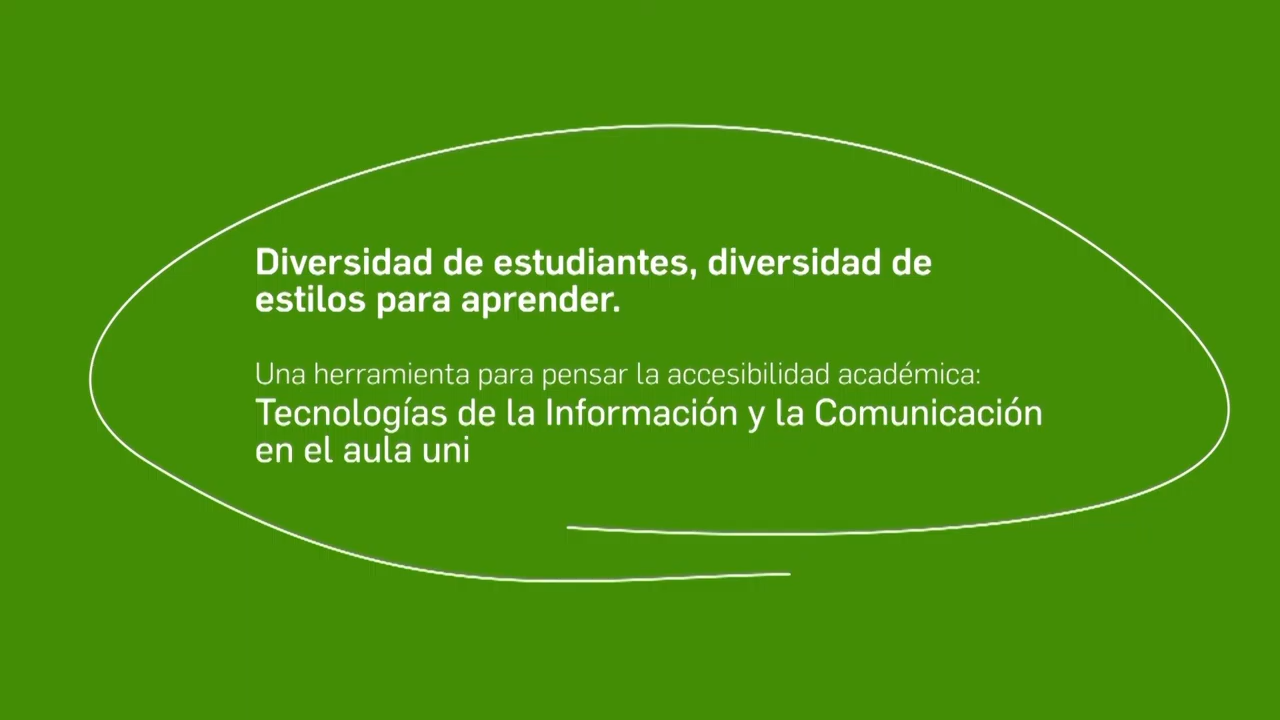 Diversidad de estudiantes, diversidad de
estilos para aprender.
Una herramienta para pensar la accesibilidad académica:
Tecnologías de la Información y la Comunicación
en el aula uni